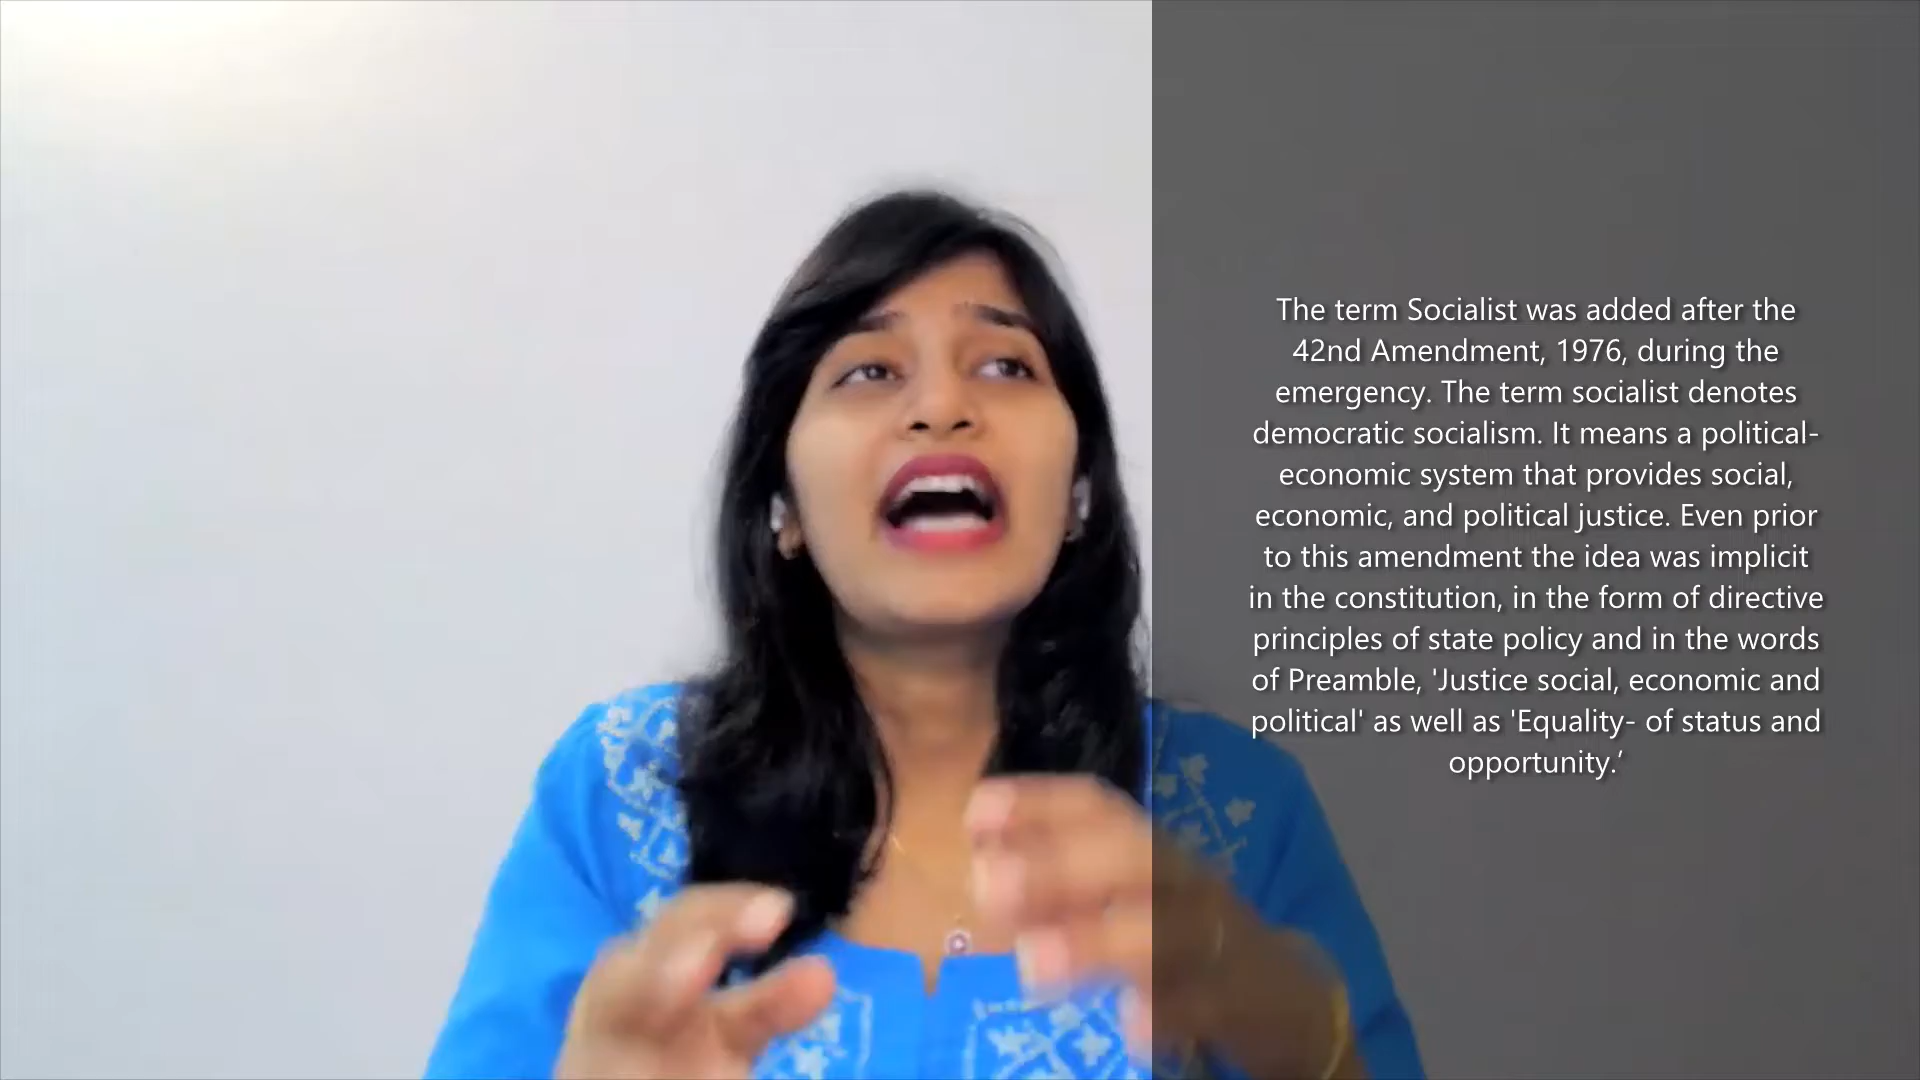 The term Socialist was added after the
42nd Amendment, 1976, during the
emergency. The term socialist denotes
democratic socialism. It means a political-
economic system that provides social,
economic, and political justice. Even prior
to this amendment the idea was implicit
in the constitution, in the form of directive
principles of state policy and in the words
of Preamble, 'Justice social, economic and
political' as well as 'Equality- of status and
opportunity.’